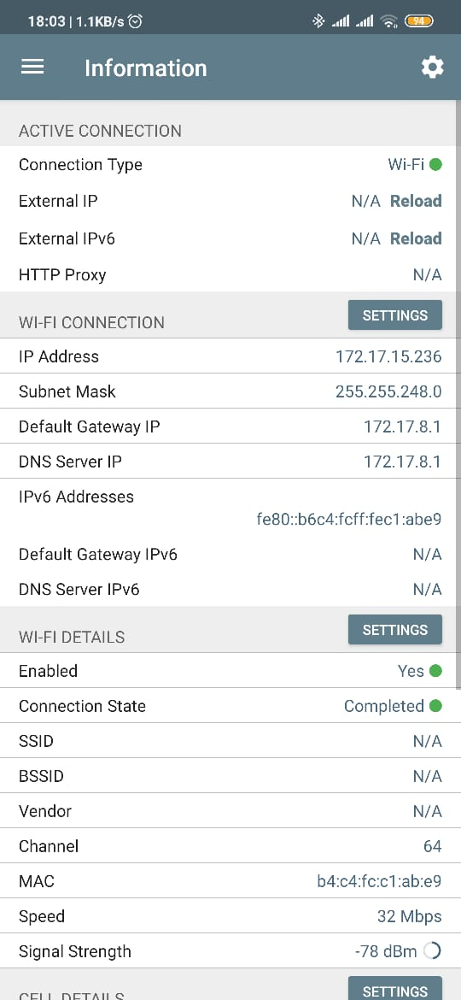 18:03 | 1.1KB/s
94
Information
ACTIVE CONNECTION
Connection Type Wi-Fi
External IP N/A Reload
External IPv6 N/A Reload
HTTP Proxy N/A
WI-FI CONNECTION SETTINGS
IP Address 172.17.15.236
Subnet Mask 255.255.248.0
Default Gateway IP 172.17.8.1
DNS Server IP 172.17.8.1
IPv6 Addresses
fe80::b6c4:fcff:fec1:abe9
Default Gateway IPv6 N/A
DNS Server IPv6 N/A
WI-FI DETAILS SETTINGS
Enabled Yes
Connection State Completed
SSID N/A
BSSID N/A
Vendor N/A
Channel 64
MAC b4:c4:fc:c1:ab:e9
Speed 32 Mbps
Signal Strength -78 dBm
CELL DETAILS SETTINGS